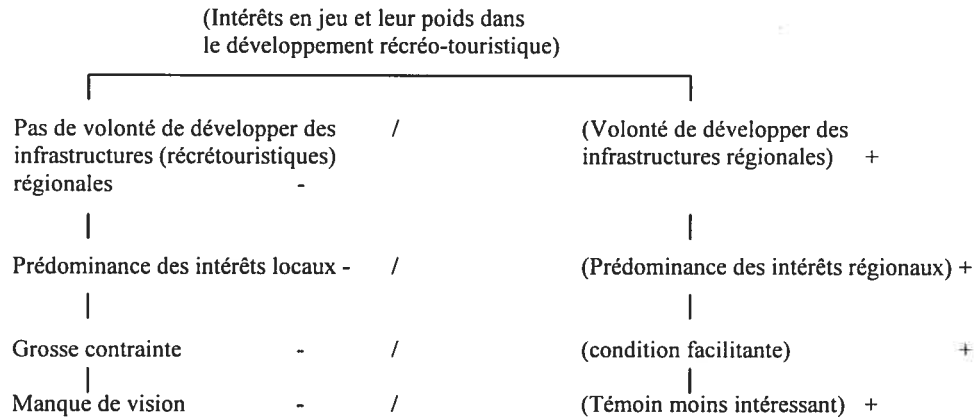 (Intérêts en jeu et leur poids dans
le développement récréo-touristique)
Pas de volonté de développer des / (Volonté de développer des
infrastructures (récrétouristiques) infrastructures régionales) +
régionales -
Prédominance des intérêts locaux - / (Prédominance des intérêts régionaux) +
Grosse contrainte - / (condition facilitante) +
Manque de vision - / (Témoin moins intéressant) +